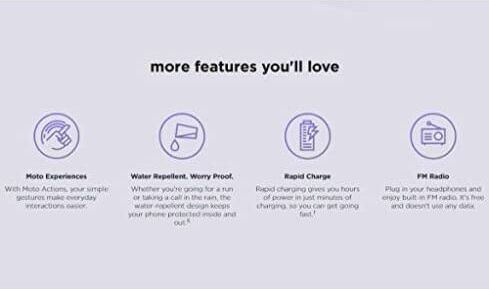 more features you'll love
Moto Experiences
With Moto Actions, your simple
gestures make everyday
interactions easier.
Water Repellent. Worry Proof.
Whether you're going for a run
or taking a call in the rain, the
water-repellent design keeps
your phone protected inside and
out.
Rapid Charge
Rapid charging gives you hours
of power in just minutes of
charging, so you can get going
fast.†
FM Radio
Plug in your headphones and
enjoy built-in FM radio. It's free
and doesn't use any data.